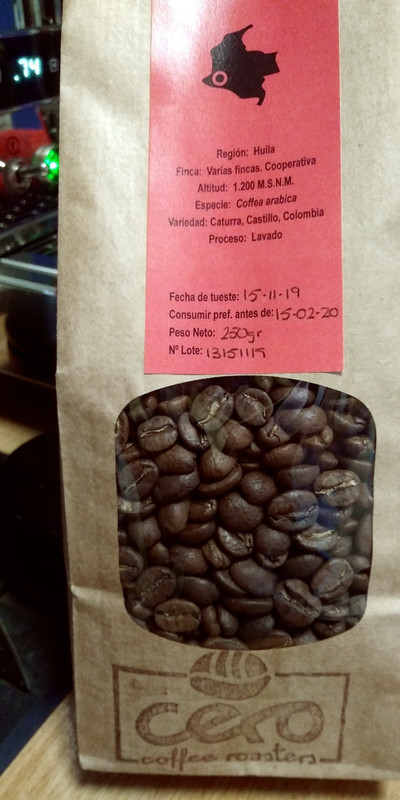 .74
Región: Huila
Finca: Varias fincas. Cooperativa
Altitud: 1.200 M.S.N.M.
Especie: Coffea arabica
Variedad: Caturra, Castillo, Colombia
Proceso: Lavado
Fecha de tueste: 15-11-19
Consumir pref. antes de: 15-02-20
Peso Neto: 250gr
Nº Lote: 13151119
cero
coffee roasters